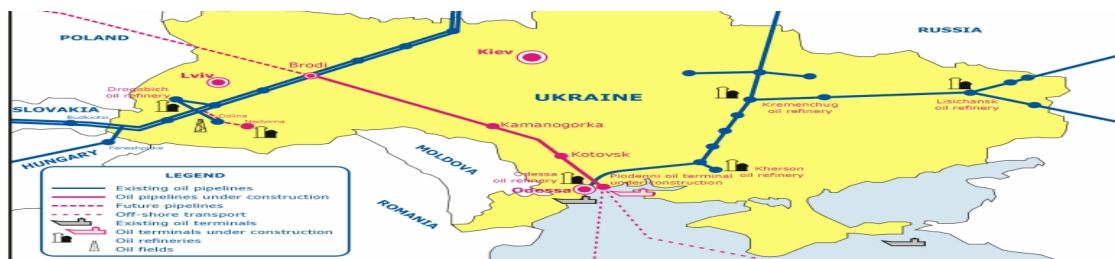 POLAND
RUSSIA
Kiev
Brodi
Lviv
Drogobich
oil refinery
UKRAINE
SLOVAKIA
Budkiotsi
Dolina
Nadvirna
Kremenchug
oil refinery
Lisichansk
oil refinery
Kamanogorka
HUNGARY
MOLDOVA
Kotovsk
Odessa
oil refinery
Odessa
Piodenni oil terminal
under construction
Kherson
oil refinery
ROMANIA
LEGEND
Existing oil pipelines
Oil pipelines under construction
Future pipelines
Off-shore transport
Existing oil terminals
Oil terminals under construction
Oil refineries
Oil fields